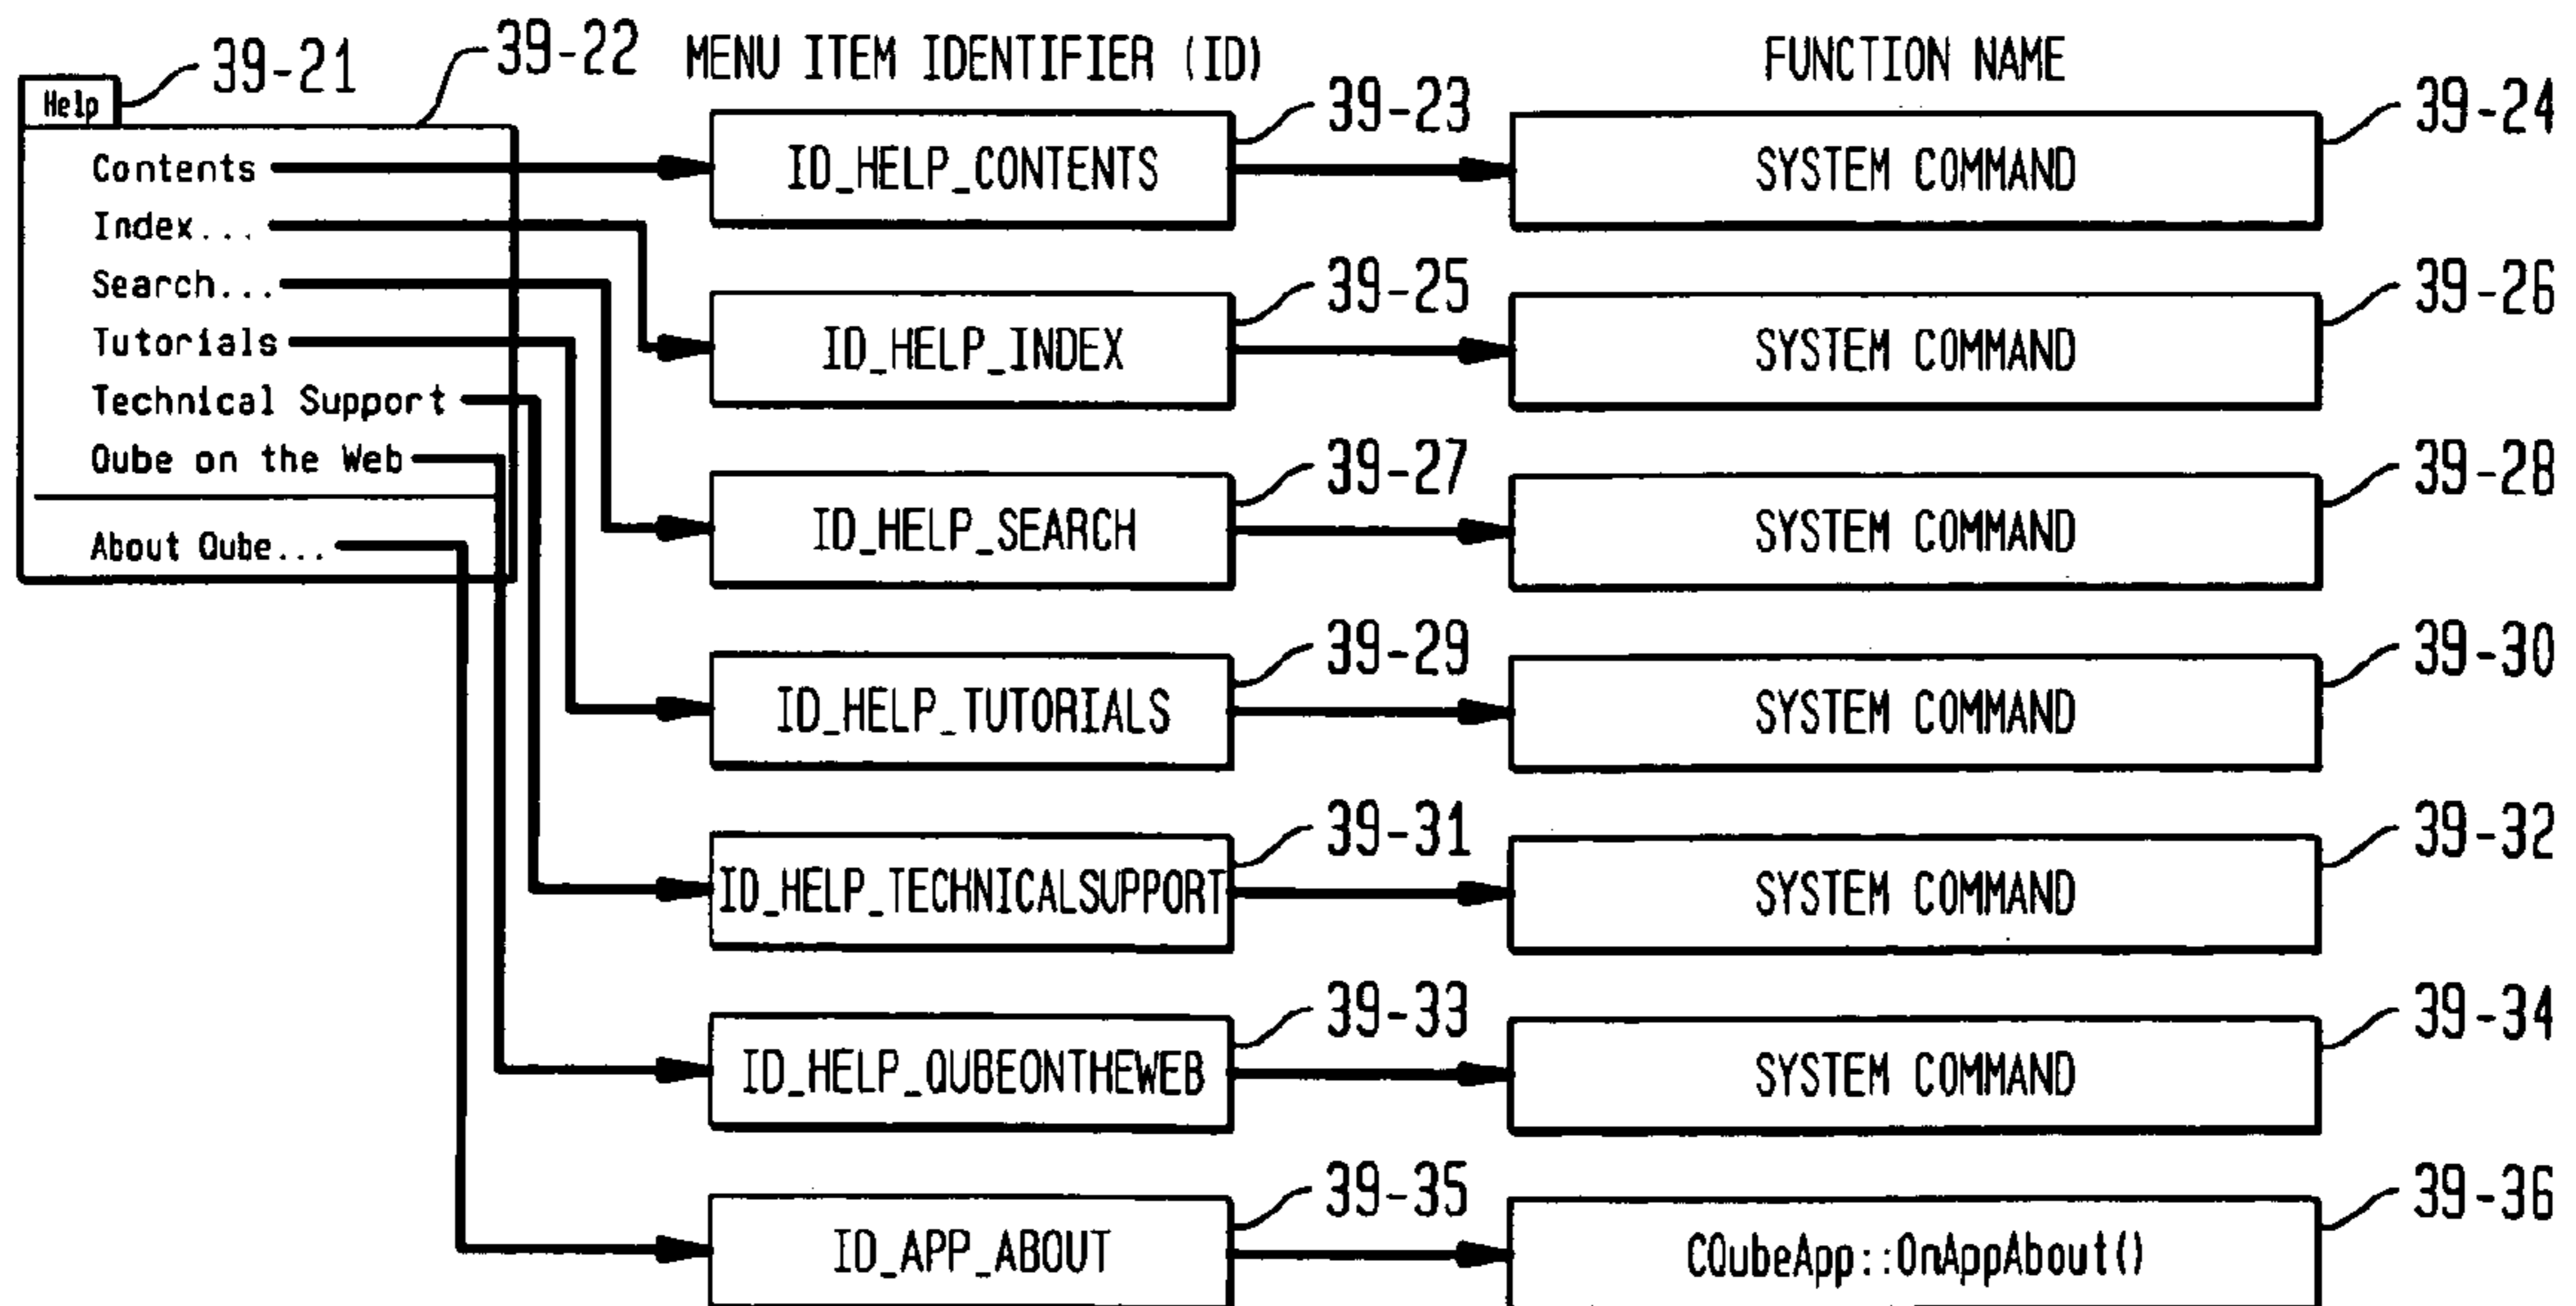 39-21
39-22
MENU ITEM IDENTIFIER (ID)
FUNCTION NAME
Help
Contents
Index...
Search...
Tutorials
Technical Support
Qube on the Web
About Qube...
ID_HELP_CONTENTS
39-23
SYSTEM COMMAND
39-24
ID_HELP_INDEX
39-25
SYSTEM COMMAND
39-26
ID_HELP_SEARCH
39-27
SYSTEM COMMAND
39-28
ID_HELP_TUTORIALS
39-29
SYSTEM COMMAND
39-30
ID_HELP_TECHNICALSUPPORT
39-31
SYSTEM COMMAND
39-32
ID_HELP_QUBEONTHEWEB
39-33
SYSTEM COMMAND
39-34
ID_APP_ABOUT
39-35
CQubeApp::OnAppAbout()
39-36